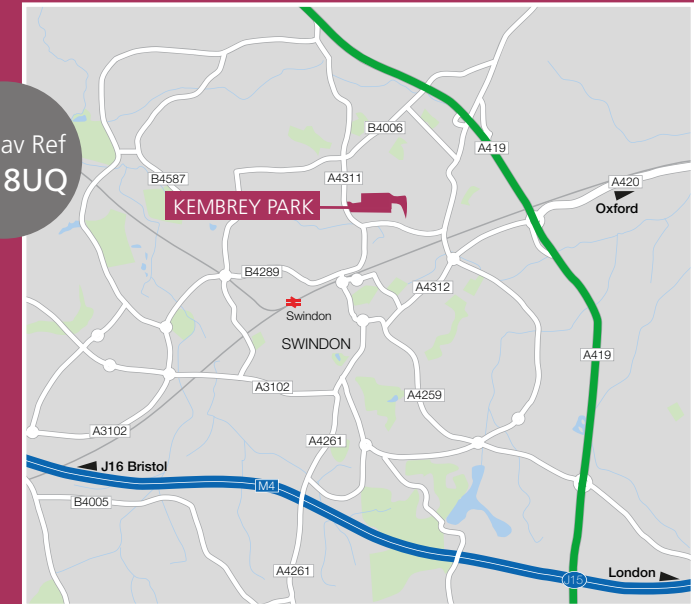 av Ref
8UQ
B4006
A419
B4587
A4311
A420
Oxford
KEMBREY PARK
B4289
A4312
Swindon
SWINDON
A419
A3102
A4259
A3102
A4261
J16 Bristol
M4
B4005
A4261
J15
London